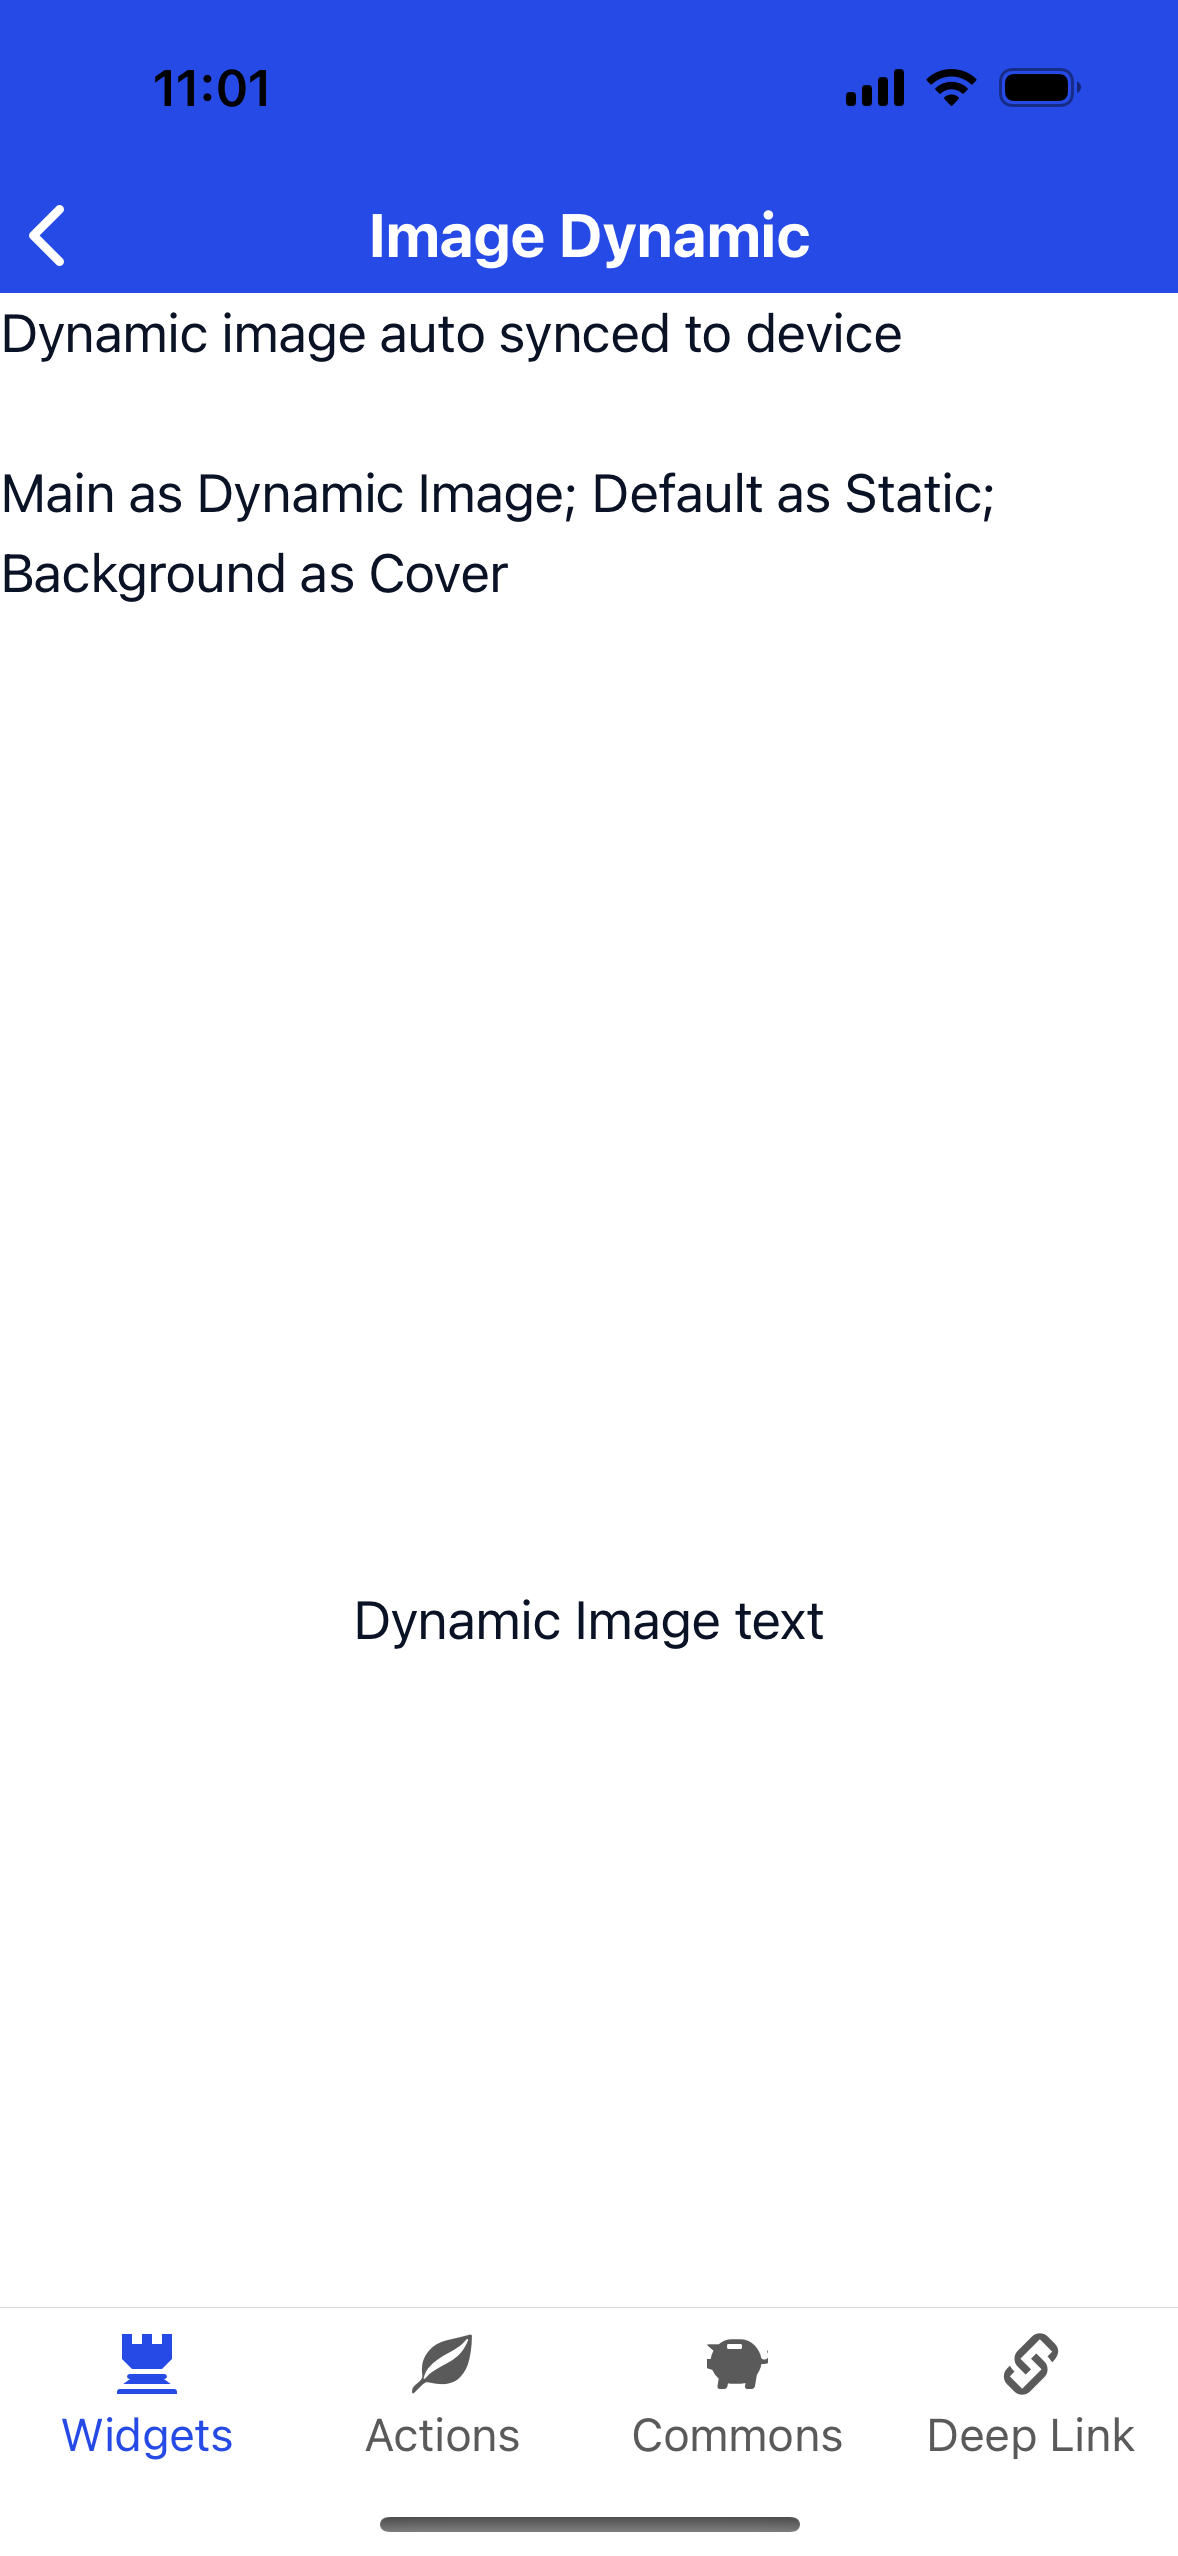 11:01
Image Dynamic
Dynamic image auto synced to device
Main as Dynamic Image; Default as Static;
Background as Cover
Dynamic Image text
Widgets
Actions
Commons
Deep Link